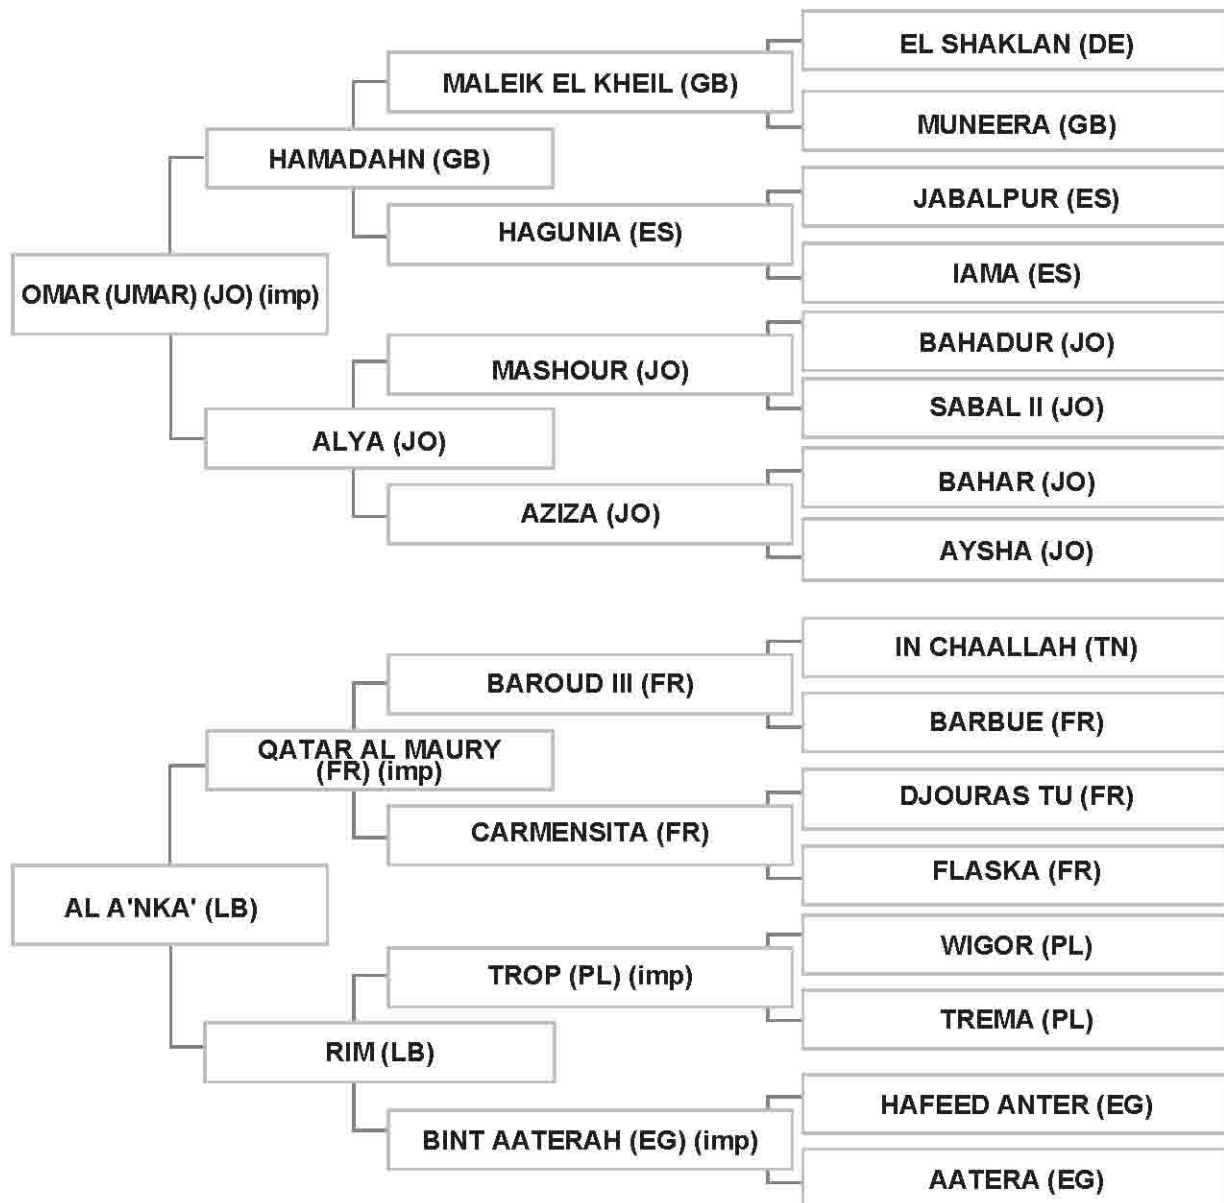 EL SHAKLAN (DE)
MALEIK EL KHEIL (GB)
MUNEERA (GB)
HAMADAHN (GB)
JABALPUR (ES)
HAGUNIA (ES)
IAMA (ES)
OMAR (UMAR) (JO) (imp)
BAHADUR (JO)
MASHOUR (JO)
SABAL II (JO)
ALYA (JO)
BAHAR (JO)
AZIZA (JO)
AYSHA (JO)
IN CHAALLAH (TN)
BAROUD III (FR)
BARBUE (FR)
QATAR AL MAURY
(FR) (imp)
DJOURAS TU (FR)
CARMENSITA (FR)
FLASKA (FR)
AL A'NKA' (LB)
WIGOR (PL)
TROP (PL) (imp)
TREMA (PL)
RIM (LB)
HAFEED ANTER (EG)
BINT AATERAH (EG) (imp)
AATERA (EG)